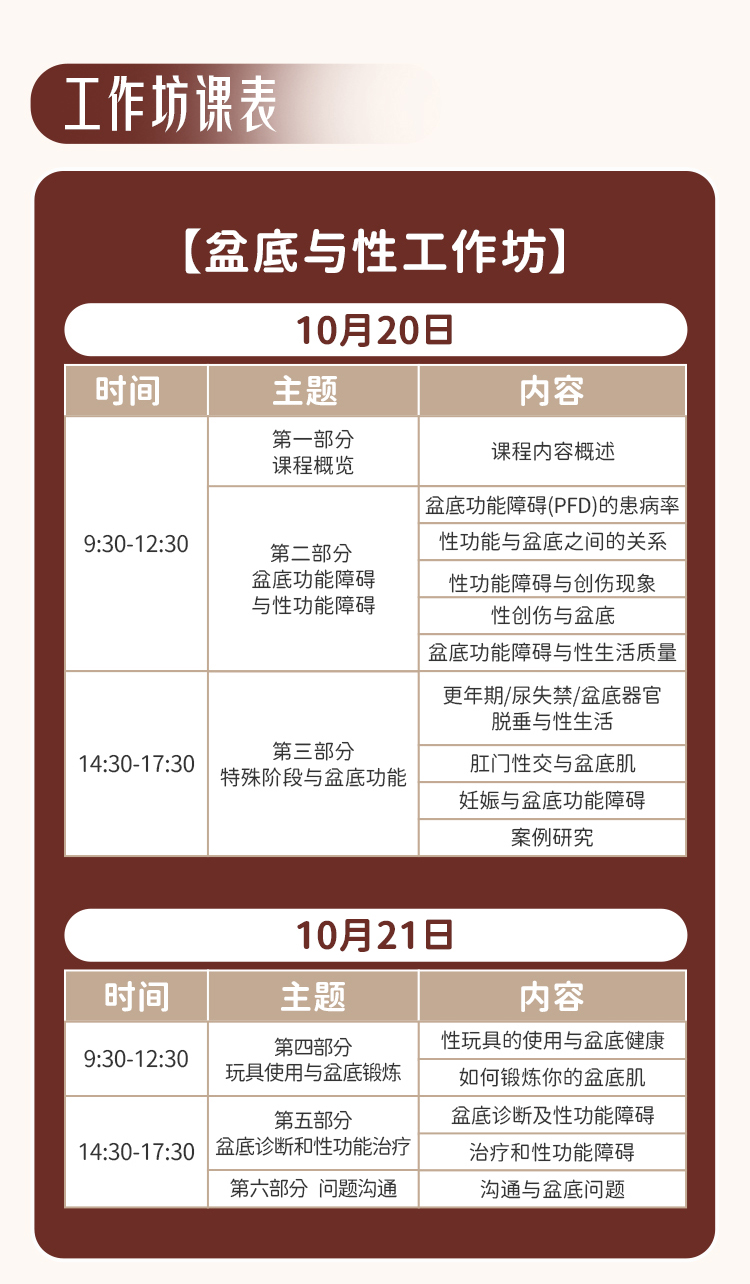 工作坊课表
【盆底与性工作坊】
10月20日
时间 主题 内容
9:30-12:30
第一部分
课程概览
课程内容概述
第二部分
盆底功能障碍
与性功能障碍
盆底功能障碍(PFD)的患病率
性功能与盆底之间的关系
性功能障碍与创伤现象
性创伤与盆底
盆底功能障碍与性生活质量
14:30-17:30
第三部分
特殊阶段与盆底功能
更年期/尿失禁/盆底器官
脱垂与性生活
肛门性交与盆底肌
妊娠与盆底功能障碍
案例研究
10月21日
时间 主题 内容
9:30-12:30
第四部分
玩具使用与盆底锻炼
性玩具的使用与盆底健康
如何锻炼你的盆底肌
14:30-17:30
第五部分
盆底诊断和性功能治疗
盆底诊断及性功能障碍
治疗和性功能障碍
第六部分 问题沟通
沟通与盆底问题